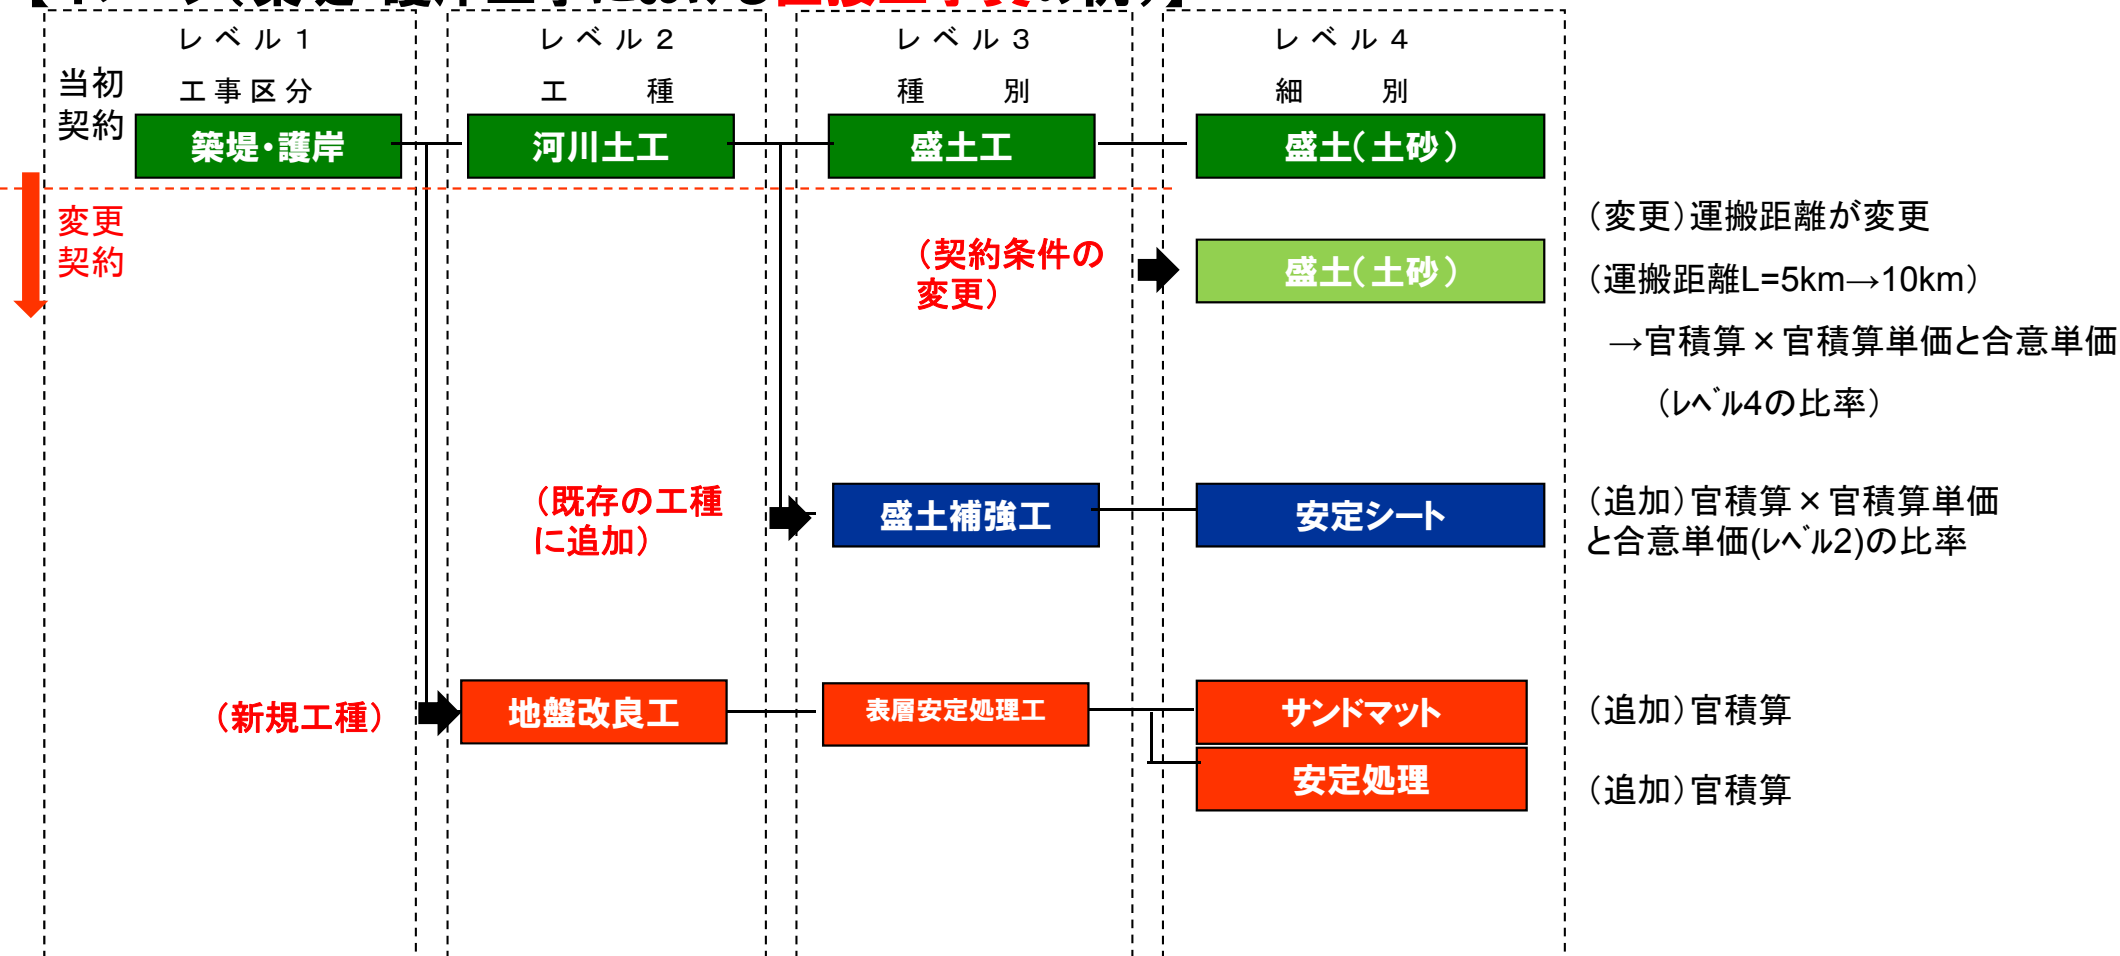 レベル1
レベル2
レベル3
レベル4
当初
契約
工事区分
工種
種別
細別
築堤・護岸
河川土工
盛土工
盛土(土砂)
変更
契約
(契約条件の
変更)
盛土(土砂)
(変更)運搬距離が変更
(運搬距離L=5km→10km)
→官積算×官積算単価と合意単価
(ﾚﾍﾞﾙ4の比率)
(既存の工種
に追加)
盛土補強工
安定シート
(追加)官積算×官積算単価
と合意単価(ﾚﾍﾞﾙ2)の比率
(新規工種)
地盤改良工
表層安定処理工
サンドマット
(追加)官積算
安定処理
(追加)官積算